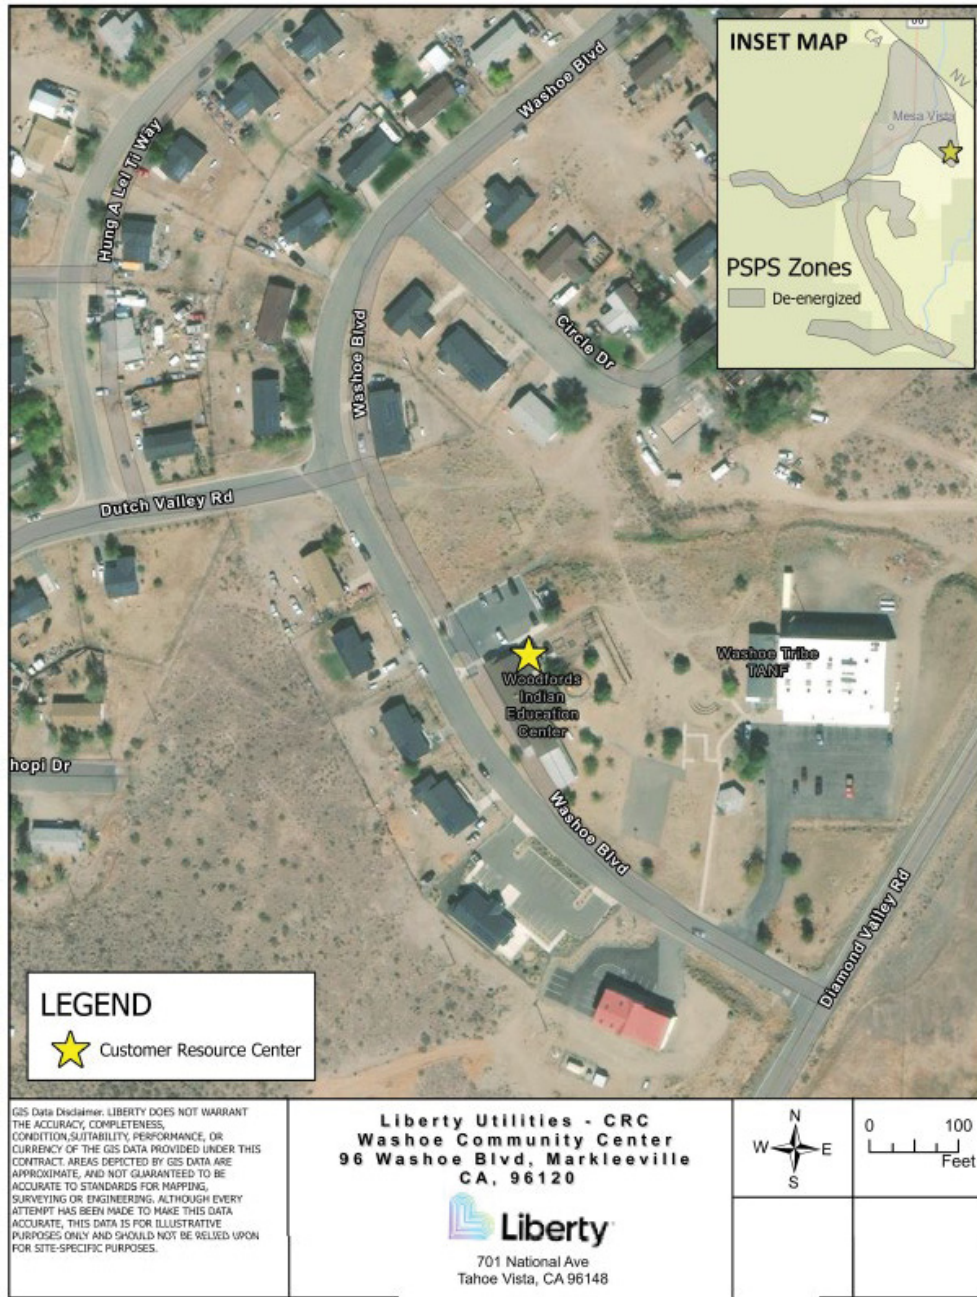 INSET MAP
CA
NV
Mesa Vista
PSPS Zones
De-energized
Washoe Blvd
Hung A Lel Ti Way
Washoe Blvd
Circle Dr
Dutch Valley Rd
Washoe Tribe
TANF
Woodfords
Indian
Education
Center
hopi Dr
Washoe Blvd
Diamond Valley Rd
LEGEND
Customer Resource Center
GIS Data Disclaimer. LIBERTY DOES NOT WARRANT
THE ACCURACY, COMPLETENESS,
CONDITION,SUITABILITY, PERFORMANCE, OR
CURRENCY OF THE GIS DATA PROVIDED UNDER THIS
CONTRACT. AREAS DEPICTED BY GIS DATA ARE
APPROXIMATE, AND NOT GUARANTEED TO BE
ACCURATE TO STANDARDS FOR MAPPING,
SURVEYING OR ENGINEERING. ALTHOUGH EVERY
ATTEMPT HAS BEEN MADE TO MAKE THIS DATA
ACCURATE, THIS DATA IS FOR ILLUSTRATIVE
PURPOSES ONLY AND SHOULD NOT BE RELIED UPON
FOR SITE-SPECIFIC PURPOSES.
Liberty Utilities - CRC
Washoe Community Center
96 Washoe Blvd, Markleeville
CA, 96120
Liberty
701 National Ave
Tahoe Vista, CA 96148
N
W E
S
0 100
Feet